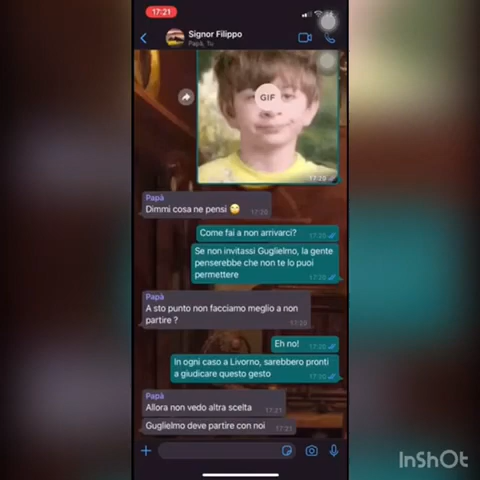 17:21
Signor Filippo
Papà, Tu
GIF
17:20
Papà
Dimmi cosa ne pensi 🙄
17:20
Come fai a non arrivarci?
17:20
Se non invitassi Guglielmo, la gente
penserebbe che non te lo puoi
permettere
17:20
Papà
A sto punto non facciamo meglio a non
partire ?
17:20
Eh no!
17:20
In ogni caso a Livorno, sarebbero pronti
a giudicare questo gesto
17:20
Papà
Allora non vedo altra scelta
17:21
Guglielmo deve partire con noi
17:21
InShOt